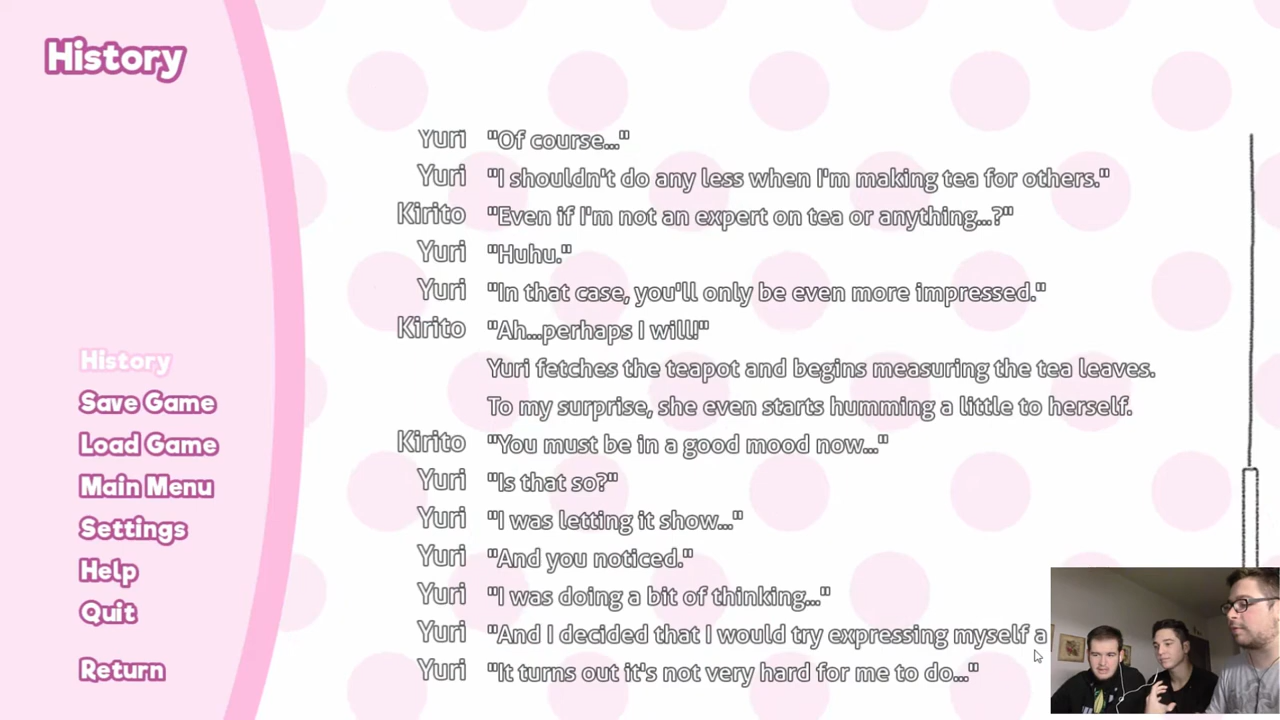 History
Yuri "Of course..."
Yuri "I shouldn't do any less when I'm making tea for others."
Kirito "Even if I'm not an expert on tea or anything...?"
Yuri "Huhu."
Yuri "In that case, you'll only be even more impressed."
Kirito "Ah...perhaps I will!"
Yuri fetches the teapot and begins measuring the tea leaves.
To my surprise, she even starts humming a little to herself.
Kirito "You must be in a good mood now..."
Yuri "Is that so?"
Yuri "I was letting it show..."
Yuri "And you noticed."
Yuri "I was doing a bit of thinking..."
Yuri "And I decided that I would try expressing myself a
Yuri "It turns out it's not very hard for me to do..."
History
Save Game
Load Game
Main Menu
Settings
Help
Quit
Return